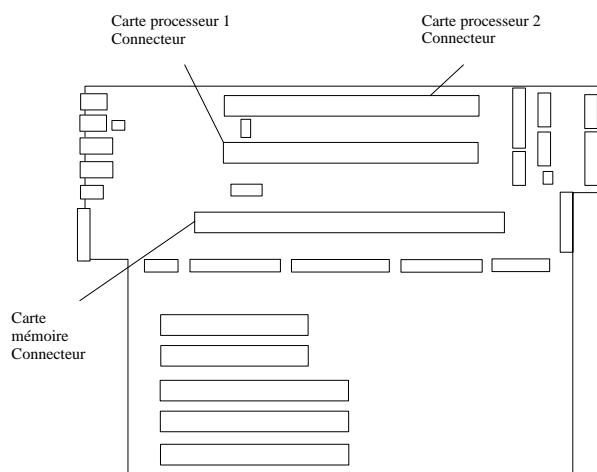 Carte processeur 1
Connecteur
Carte processeur 2
Connecteur
Carte
mémoire
Connecteur